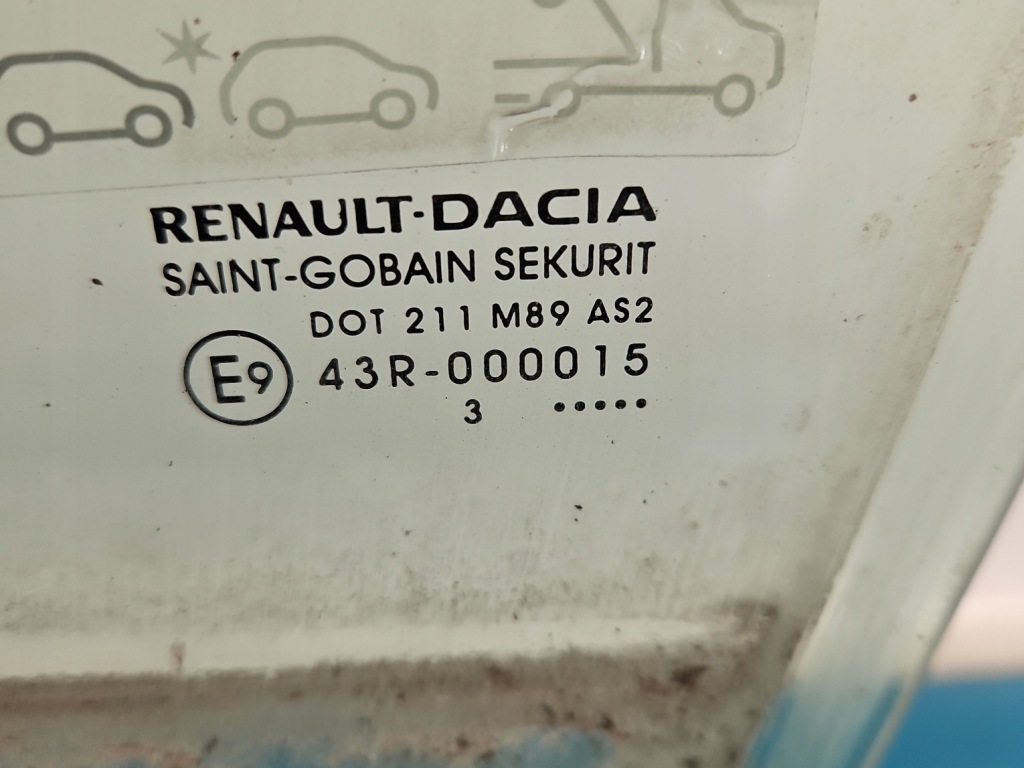 RENAULT·DACIA
SAINT-GOBAIN SEKURIT
DOT 211 M89 AS2
E9 43R-000015
3 •••••